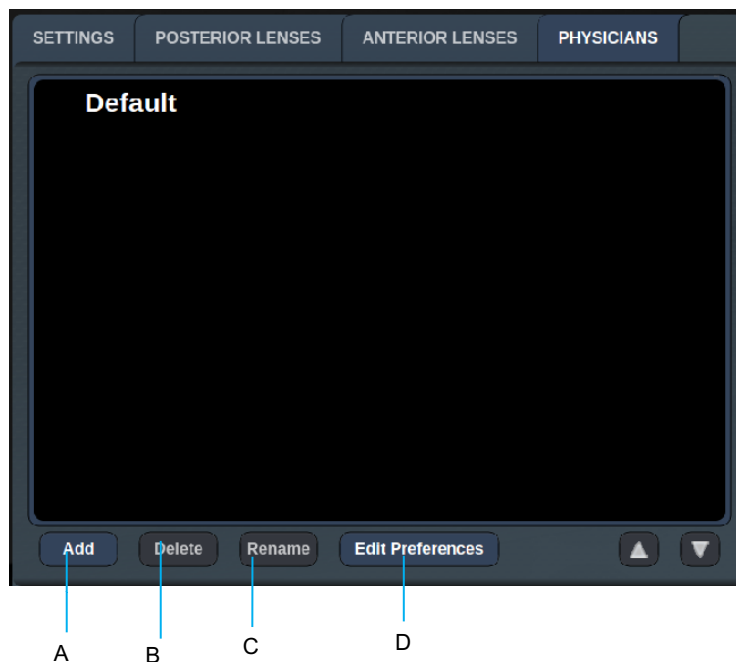 SETTINGS POSTERIOR LENSES ANTERIOR LENSES PHYSICIANS
Default
Add Delete Rename Edit Preferences
A B C D